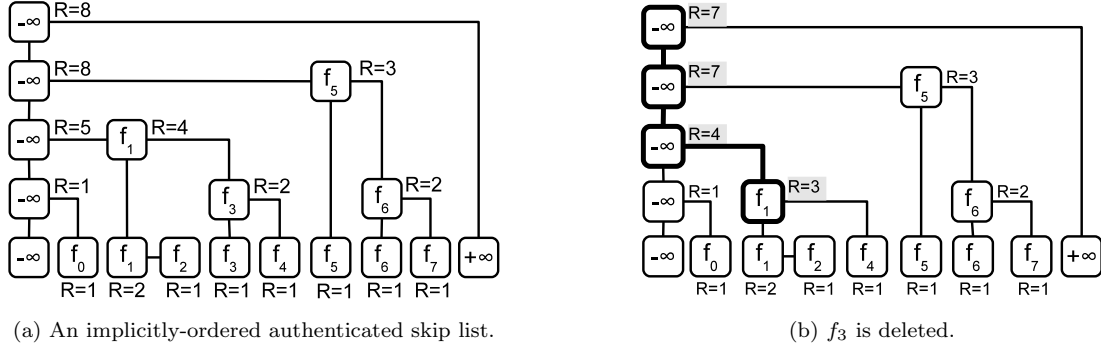 -∞ R=8
-∞ R=8 f5 R=3
-∞ R=5 f1 R=4
-∞ R=1 f3 R=2 f6 R=2
-∞ f0 f1 f2 f3 f4 f5 f6 f7 +∞
R=1 R=2 R=1 R=1 R=1 R=1 R=1 R=1
(a) An implicitly-ordered authenticated skip list.
-∞ R=7
-∞ R=7 f5 R=3
-∞ R=4
-∞ R=1 f1 R=3 f6 R=2
-∞ f0 f1 f2 f4 f5 f6 f7 +∞
R=1 R=2 R=1 R=1 R=1 R=1 R=1
(b) f3 is deleted.